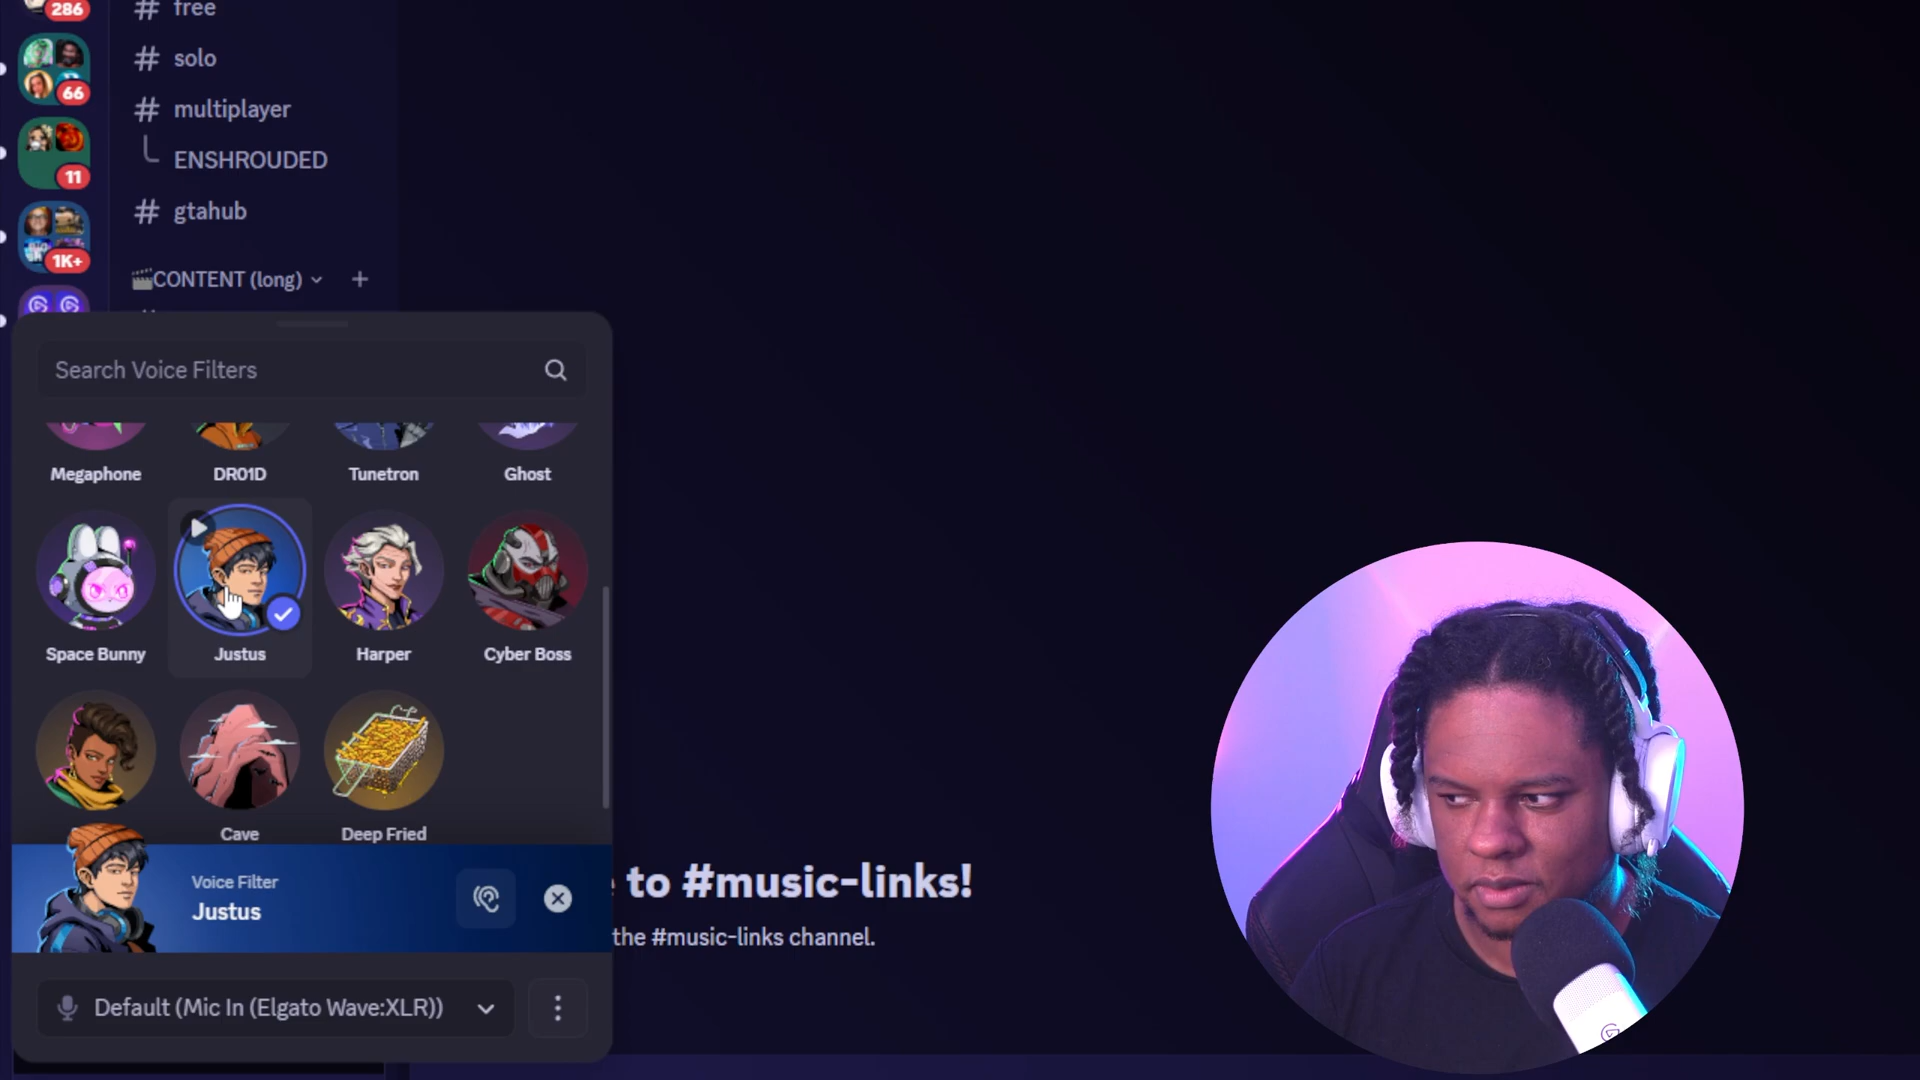 286
# free
# solo
66
# multiplayer
ENSHROUDED
11
# gtahub
1K+
CONTENT (long)
Search Voice Filters
Megaphone
DR01D
Tunetron
Ghost
Space Bunny
Justus
Harper
Cyber Boss
Cave
Deep Fried
Voice Filter
Justus
to #music-links!
the #music-links channel.
Default (Mic In (Elgato Wave:XLR))